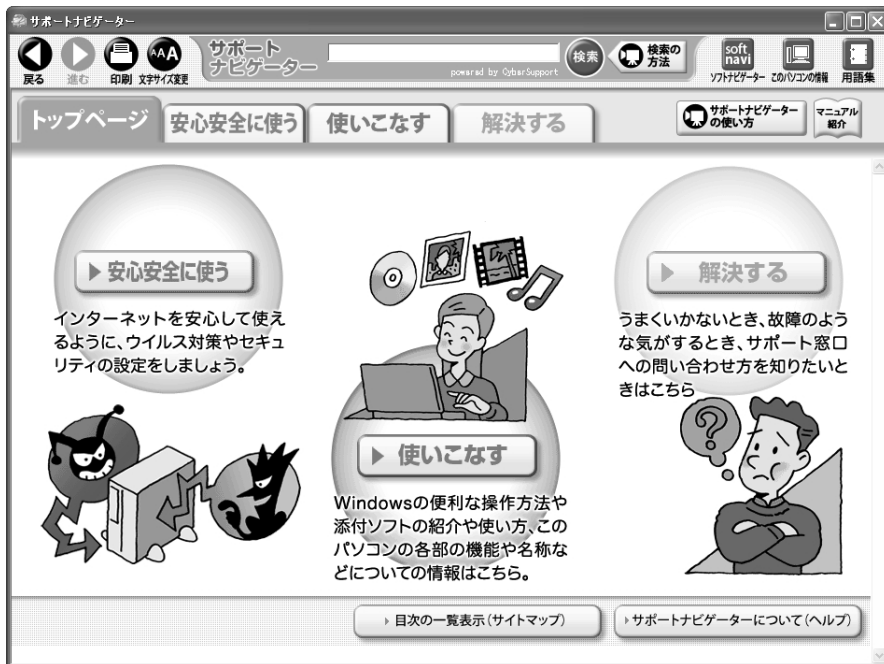 サポートナビゲーター
戻る
進む
印刷
AAA
文字サイズ変更
サポート
ナビゲーター
powered by CyberSupport
検索
検索の
方法
soft
navi
ソフトナビゲーター
このパソコンの情報
用語集
トップページ
安心安全に使う
使いこなす
解決する
サポートナビゲーター
の使い方
マニュアル
紹介
安心安全に使う
インターネットを安心して使え
るように、ウイルス対策やセキュ
リティの設定をしましょう。
使いこなす
Windowsの便利な操作方法や
添付ソフトの紹介や使い方、この
パソコンの各部の機能や名称な
どについての情報はこちら。
解決する
うまくいかないとき、故障のよう
な気がするとき、サポート窓口
への問い合わせ方を知りたいと
きはこちら
?
目次の一覧表示(サイトマップ)
サポートナビゲーターについて(ヘルプ)